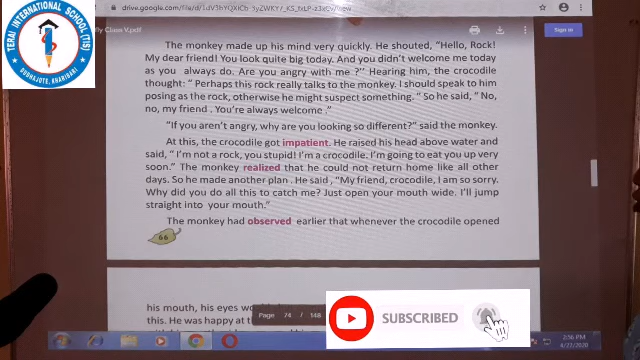 1drive.google.com/file/d/
My Class V.pdf
Sign in
TERAI INTERNATIONAL SCHOOL (TIS)
The monkey made up his mind very quickly. He shouted, "Hello, Rock!
My dear friend! You look quite big today. And you didn't welcome me today
as you always do. Are you angry with me ?'' Hearing him, the crocodile
thought: " Perhaps this rock really talks to the monkey. I should speak to him
posing as the rock, otherwise he might suspect something. " So he said, " No,
no, my friend . You're always welcome ."
"If you aren't angry, why are you looking so different?" said the monkey.
At this, the crocodile got impatient. He raised his head above water and
said, " I'm not a rock, you stupid! I'm a crocodile. I'm going to eat you up very
soon." The monkey realized that he could not return home like all other
days. So he made another plan . He said , "My friend, crocodile, I am so sorry.
Why did you do all this to catch me? Just open your mouth wide. I'll jump
straight into your mouth."
The monkey had observed earlier that whenever the crocodile opened
66
his mouth, his eyes
this. He was happy at th
Page 74 / 148
SUBSCRIBED
2:56 PM
4/27/2020